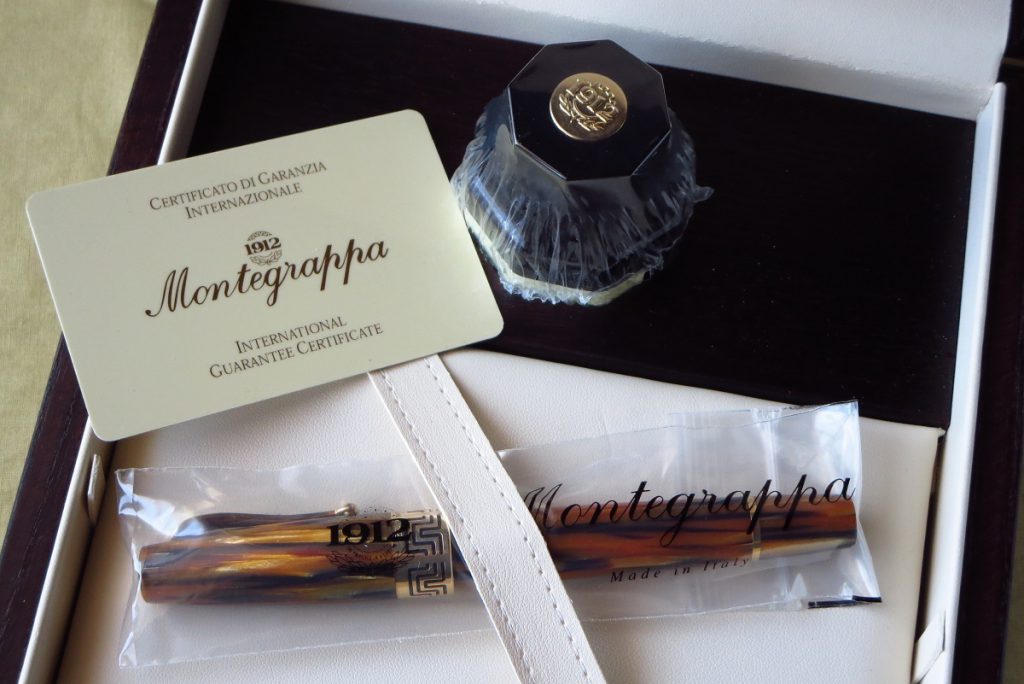 CERTIFICATO DI GARANZIA
INTERNAZIONALE
1912
Montegrappa
INTERNATIONAL
GUARANTEE CERTIFICATE
1912
Montegrappa
Made in Italy